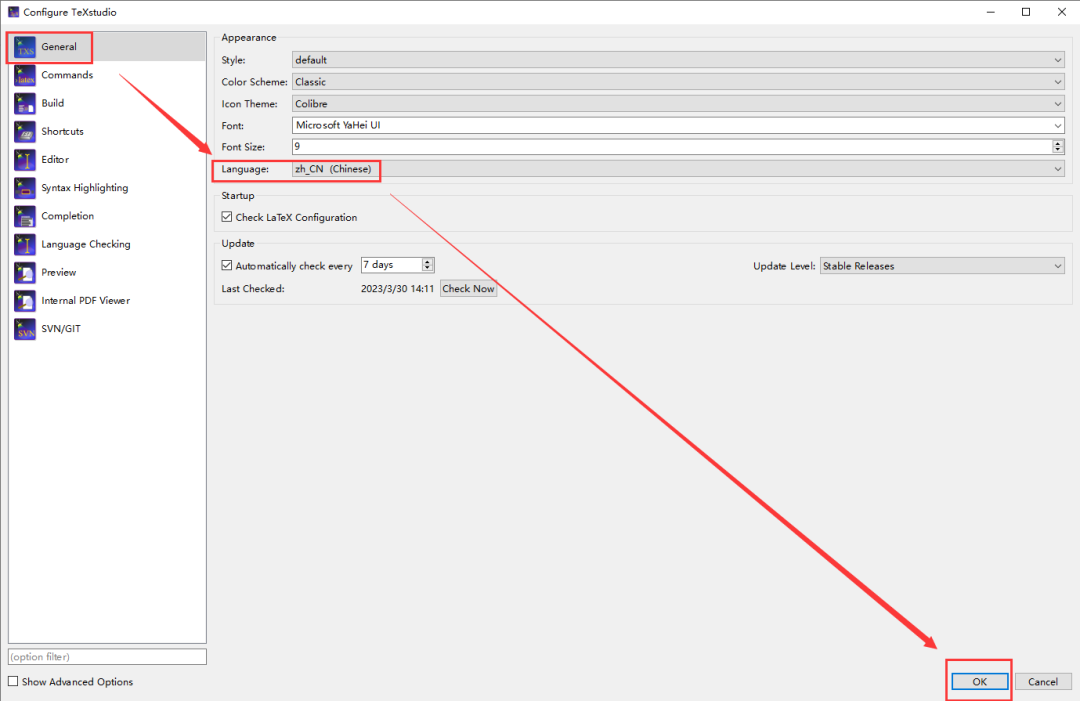 Configure TeXstudio
General
Commands
Build
Shortcuts
Editor
Syntax Highlighting
Completion
Language Checking
Preview
Internal PDF Viewer
SVN/GIT
(option filter)
Show Advanced Options
Appearance
Style: default
Color Scheme: Classic
Icon Theme: Colibre
Font: Microsoft YaHei UI
Font Size: 9
Language: zh_CN (Chinese)
Startup
Check LaTeX Configuration
Update
Automatically check every 7 days Update Level: Stable Releases
Last Checked: 2023/3/30 14:11 Check Now
OK Cancel